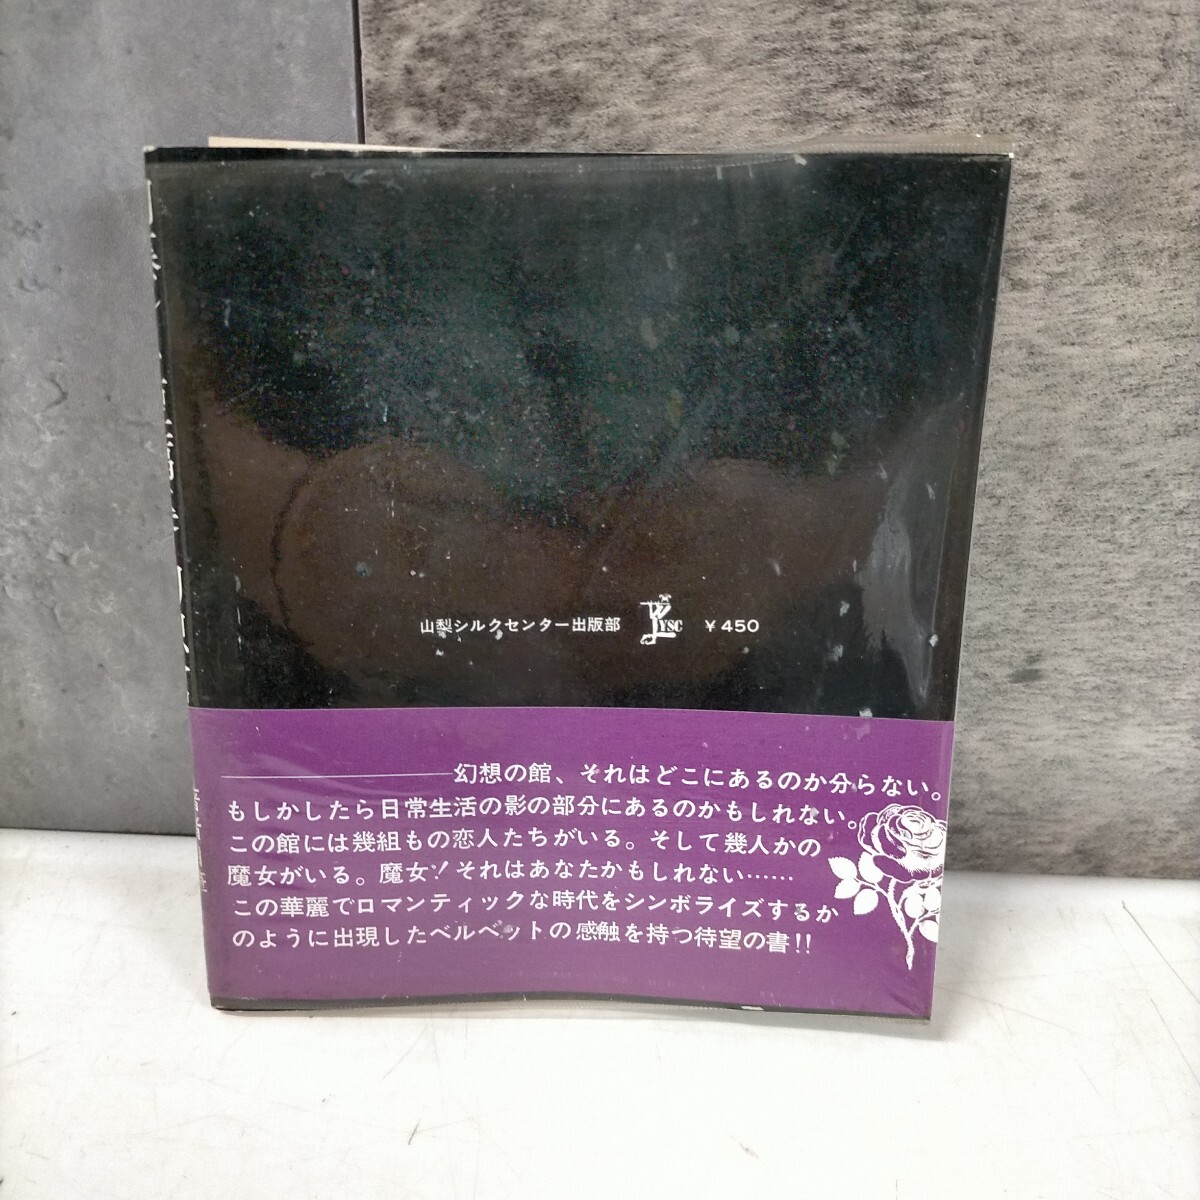 山梨シルクセンター出版部 YSC ￥450
――幻想の館、それはどこにあるのか分らない。
もしかしたら日常生活の影の部分にあるのかもしれない。
この館には幾組もの恋人たちがいる。そして幾人かの
魔女がいる。魔女！それはあなたかもしれない……
この華麗でロマンティックな時代をシンボライズするか
のように出現したベルベットの感触を持つ待望の書!!